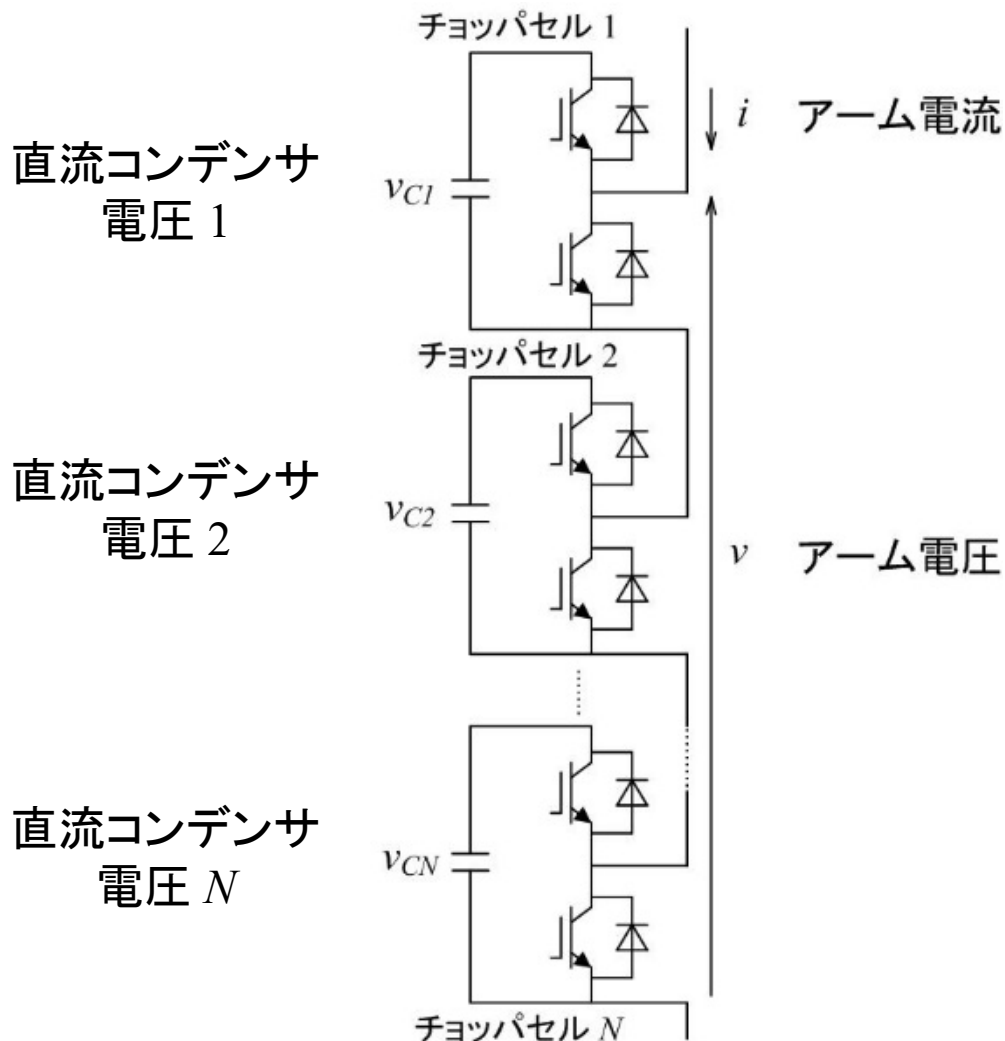 チョッパセル 1
直流コンデンサ
電圧 1
vC1
i
アーム電流
チョッパセル 2
直流コンデンサ
電圧 2
vC2
v
アーム電圧
直流コンデンサ
電圧 N
vCN
チョッパセル N